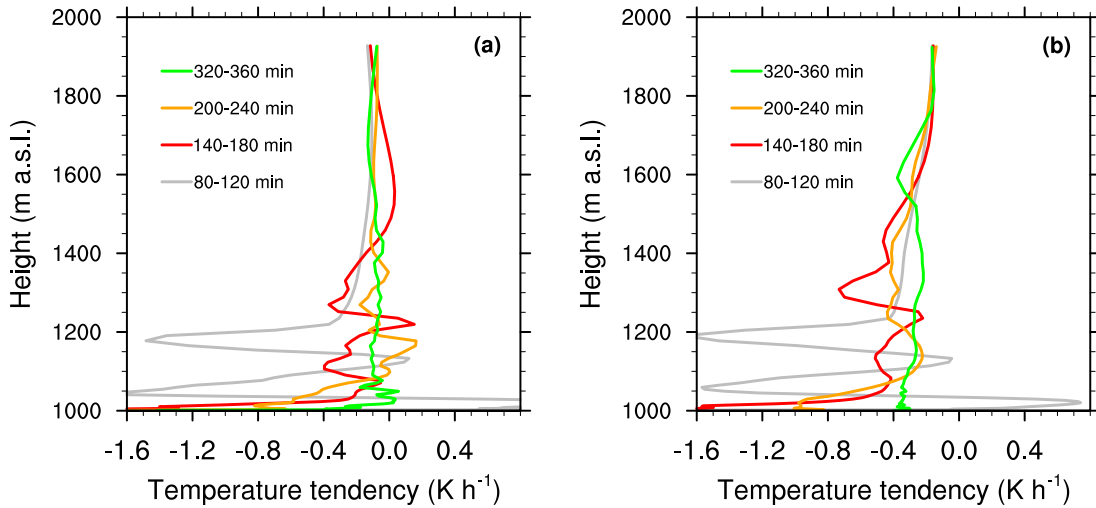 (a)
2000
1800
1600
1400
1200
1000
Height (m a.s.l.)
320-360 min
200-240 min
140-180 min
80-120 min
-1.6 -1.2 -0.8 -0.4 0.0 0.4
Temperature tendency (K h-1)
(b)
2000
1800
1600
1400
1200
1000
Height (m a.s.l.)
320-360 min
200-240 min
140-180 min
80-120 min
-1.6 -1.2 -0.8 -0.4 0.0 0.4
Temperature tendency (K h-1)